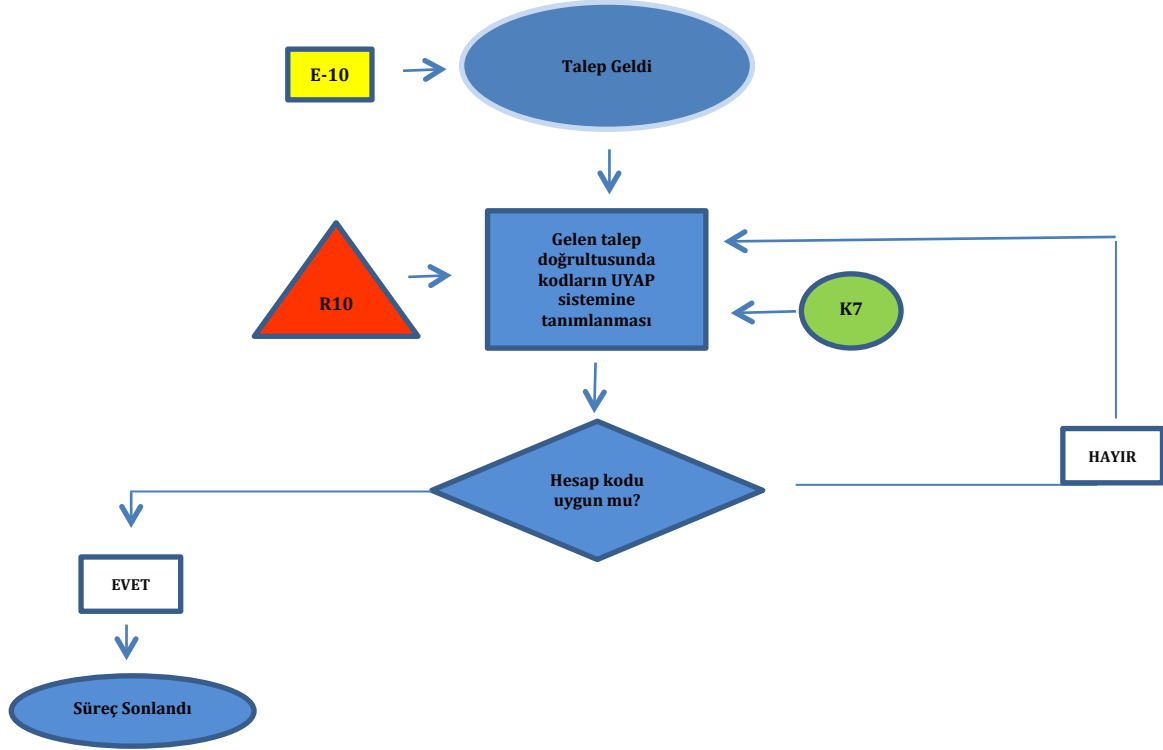 E-10
Talep Geldi
Gelen talep
doğrultusunda
kodların UYAP
sistemine
tanımlanması
R10
K7
Hesap kodu
uygun mu?
HAYIR
EVET
Süreç Sonlandı